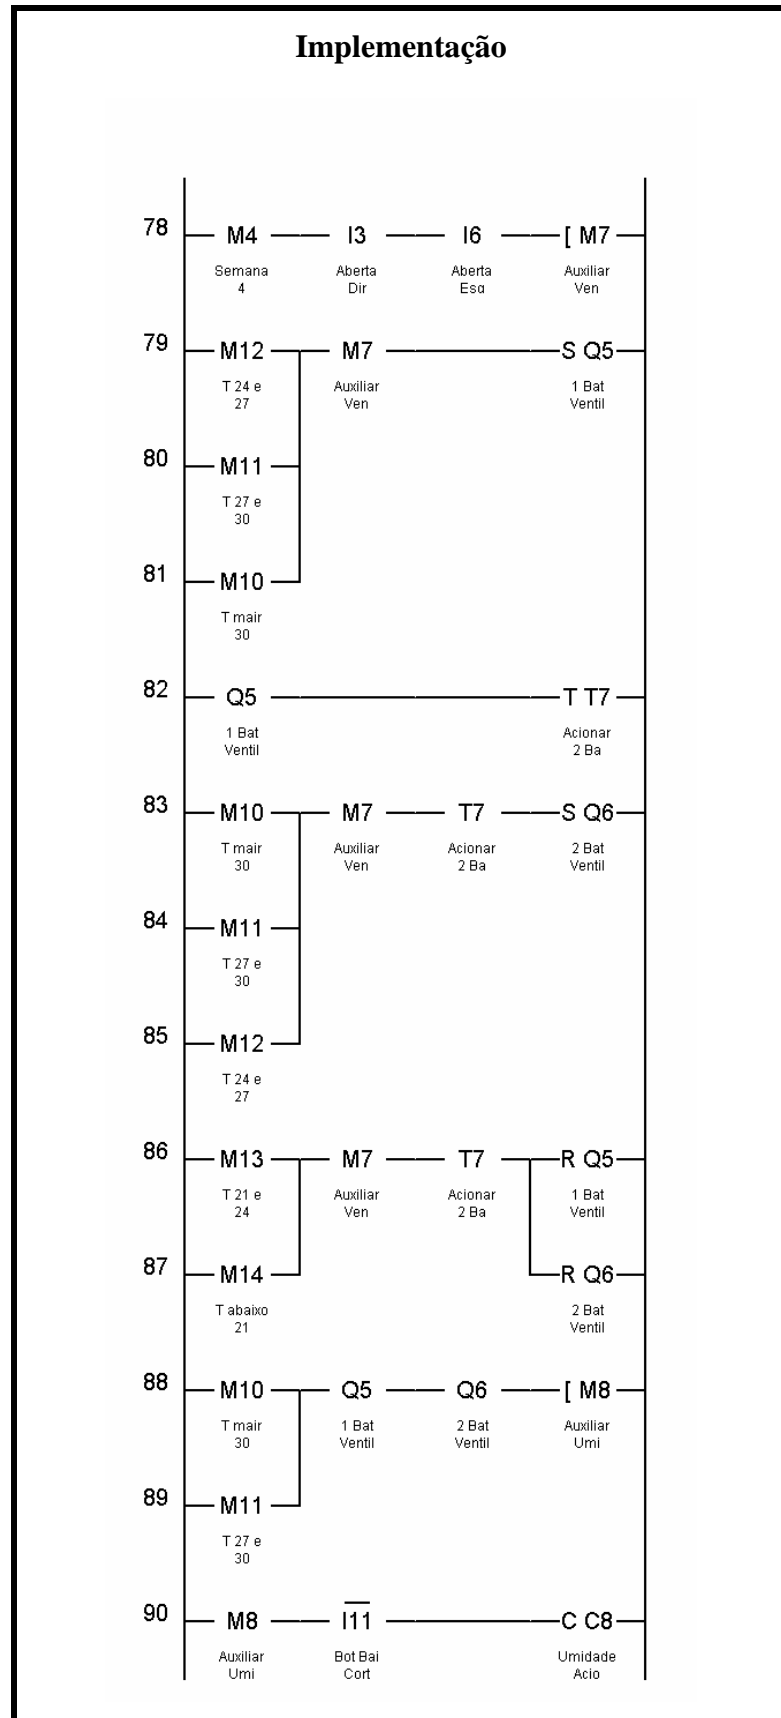 Implementação
78 M4 I3 I6 [ M7
Semana Aberta Aberta Auxiliar
4 Dir Esq Ven
79 M12 M7 S Q5
T 24 e Auxiliar 1 Bat
27 Ven Ventil
80 M11
T 27 e
30
81 M10
T mair
30
82 Q5 T T7
1 Bat Acionar
Ventil 2 Ba
83 M10 M7 T7 S Q6
T mair Auxiliar Acionar 2 Bat
30 Ven 2 Ba Ventil
84 M11
T 27 e
30
85 M12
T 24 e
27
86 M13 M7 T7 R Q5
T 21 e Auxiliar Acionar 1 Bat
24 Ven 2 Ba Ventil
87 M14 R Q6
T abaixo 2 Bat
21 Ventil
88 M10 Q5 Q6 [ M8
T mair 1 Bat 2 Bat Auxiliar
30 Ventil Ventil Umi
89 M11
T 27 e
30
90 M8 I11 C C8
Auxiliar Bot Bai Umidade
Umi Cort Acio